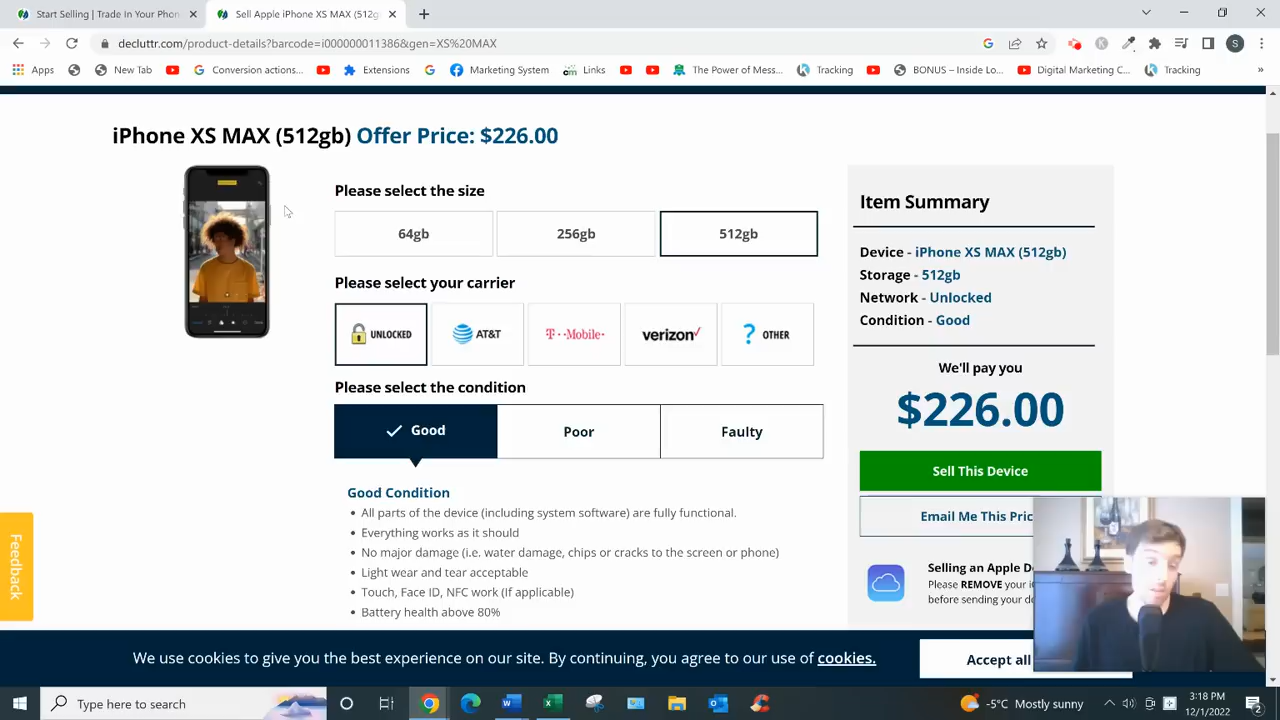 Start Selling | Trade In Your Phon
Sell Apple iPhone XS MAX (512g
decluttr.com/product-details?barcode=i000000011386&gen=XS%20MAX
Apps
New Tab
Conversion actions...
Extensions
Marketing System
Links
The Power of Mess...
Tracking
BONUS – Inside Lo...
Digital Marketing C...
Tracking
»
iPhone XS MAX (512gb) Offer Price: $226.00
Please select the size
64gb
256gb
512gb
Please select your carrier
UNLOCKED
AT&T
T-Mobile
verizon
? OTHER
Please select the condition
Good
Poor
Faulty
Good Condition
• All parts of the device (including system software) are fully functional.
• Everything works as it should
• No major damage (i.e. water damage, chips or cracks to the screen or phone)
• Light wear and tear acceptable
• Touch, Face ID, NFC work (If applicable)
• Battery health above 80%
Item Summary
Device - iPhone XS MAX (512gb)
Storage - 512gb
Network - Unlocked
Condition - Good
We'll pay you
$226.00
Sell This Device
Email Me This Pric
Selling an Apple D
Please REMOVE your i
before sending your de
Feedback
We use cookies to give you the best experience on our site. By continuing, you agree to our use of cookies.
Accept all
Type here to search
-5°C Mostly sunny
3:18 PM
12/1/2022
2